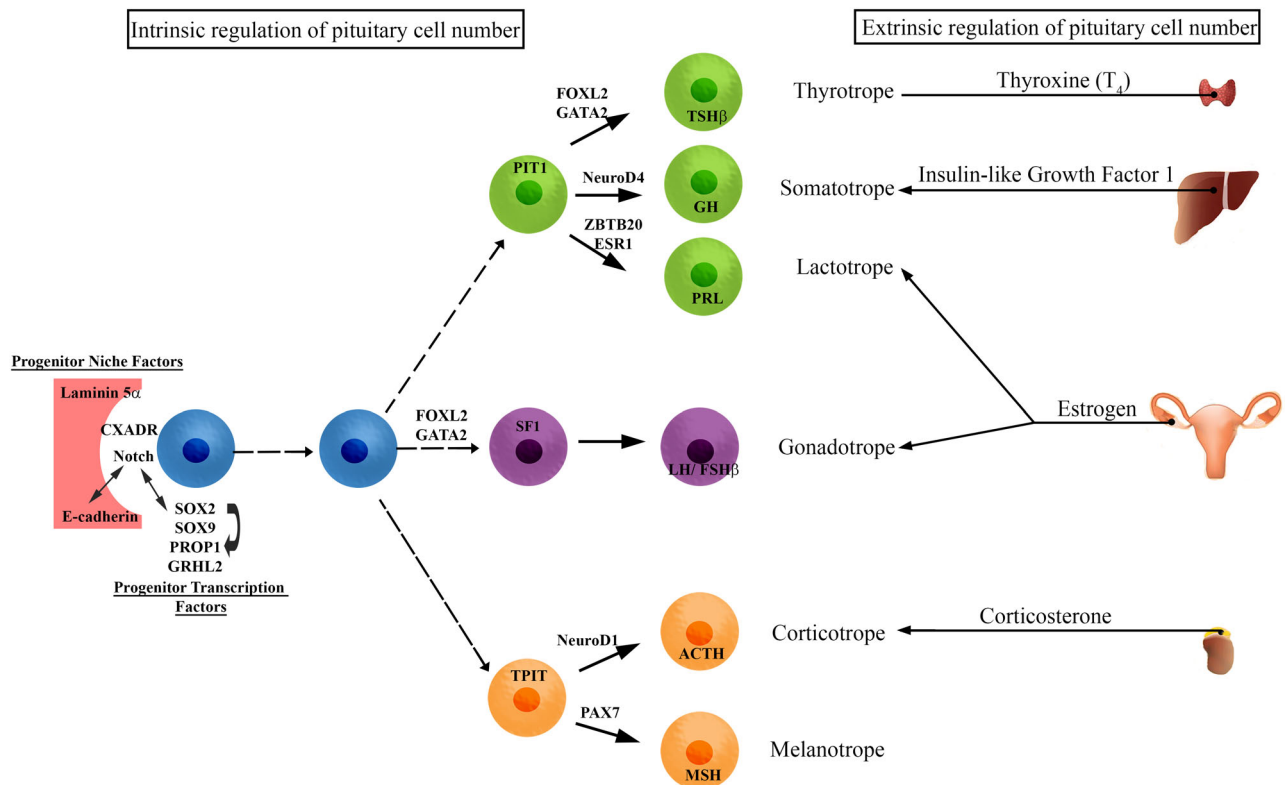 Intrinsic regulation of pituitary cell number
Extrinsic regulation of pituitary cell number
FOXL2
GATA2
TSHβ
Thyrotrope
Thyroxine (T4)
PIT1
NeuroD4
GH
Somatotrope
Insulin-like Growth Factor 1
ZBTB20
ESR1
PRL
Lactotrope
Progenitor Niche Factors
Laminin 5α
CXADR
Notch
E-cadherin
SOX2
SOX9
PROP1
GRHL2
Progenitor Transcription
Factors
FOXL2
GATA2
SF1
LH/ FSHβ
Gonadotrope
Estrogen
TPIT
NeuroD1
ACTH
Corticotrope
Corticosterone
PAX7
MSH
Melanotrope